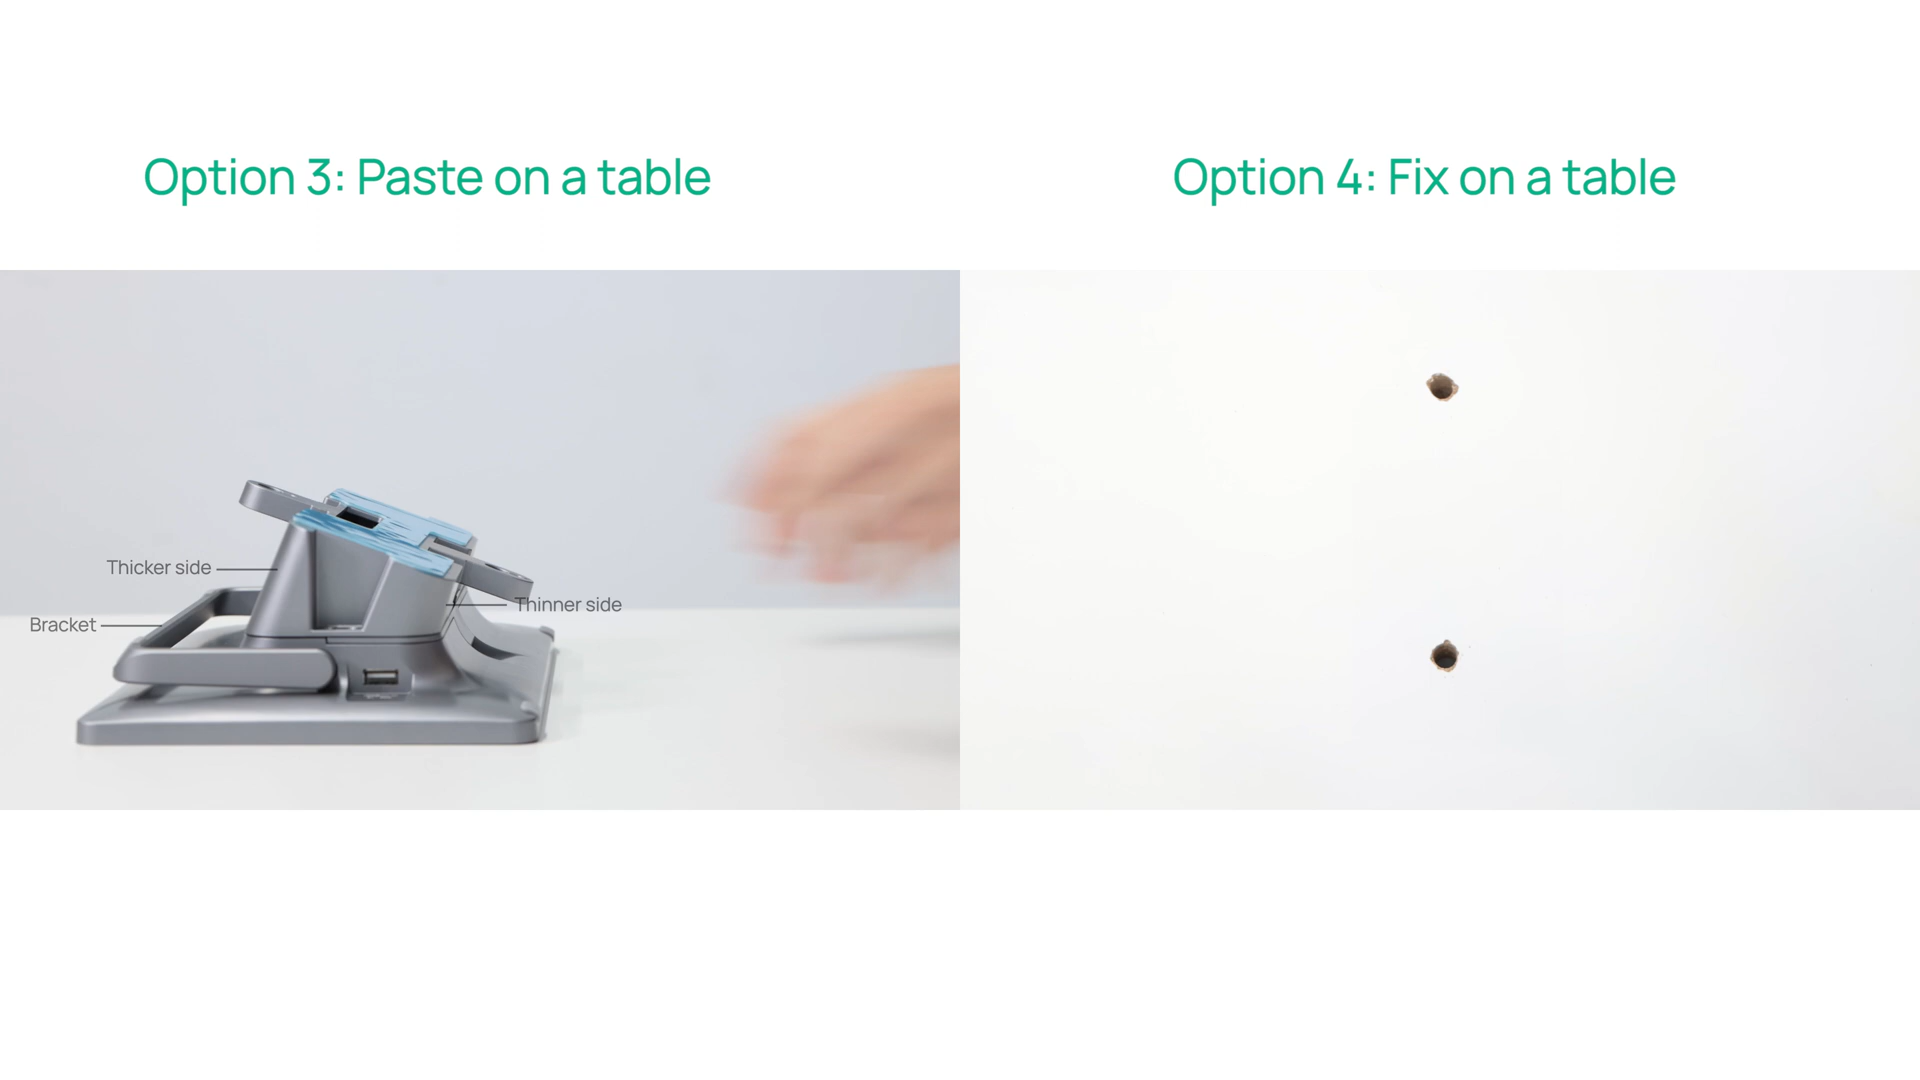 Option 3: Paste on a table
Option 4: Fix on a table
Thicker side
Thinner side
Bracket